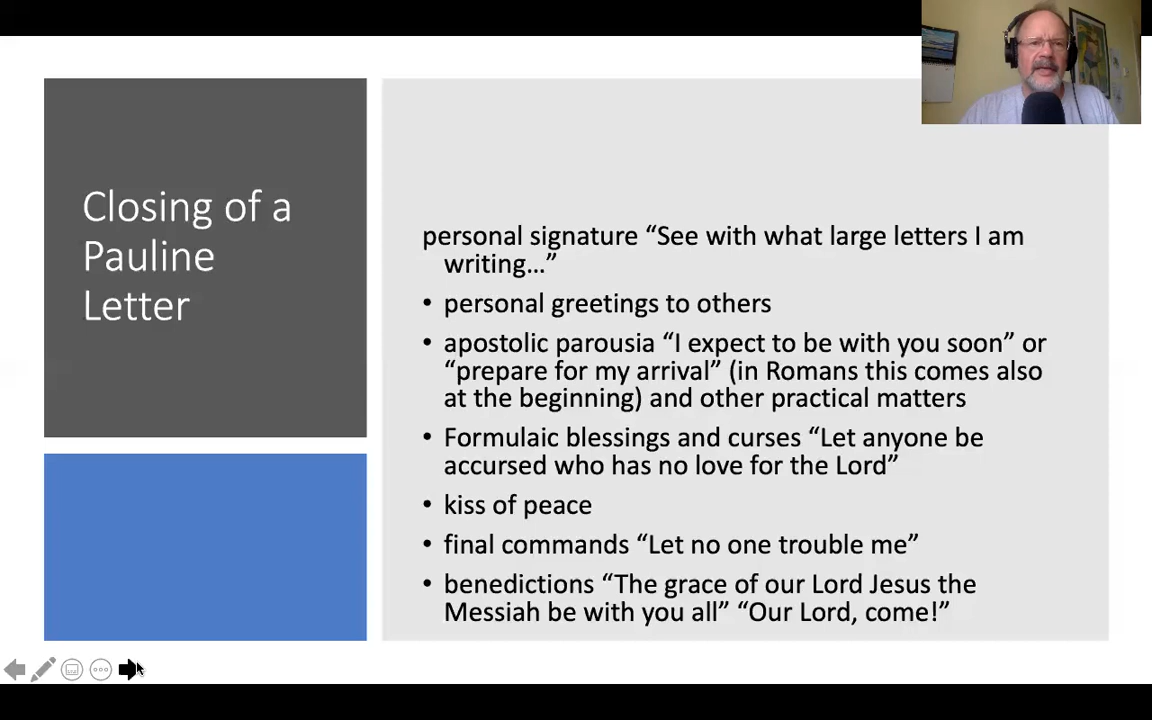 Closing of a
Pauline
Letter
personal signature “See with what large letters I am
writing…”
• personal greetings to others
• apostolic parousia “I expect to be with you soon” or
“prepare for my arrival” (in Romans this comes also
at the beginning) and other practical matters
• Formulaic blessings and curses “Let anyone be
accursed who has no love for the Lord”
• kiss of peace
• final commands “Let no one trouble me”
• benedictions “The grace of our Lord Jesus the
Messiah be with you all” “Our Lord, come!”